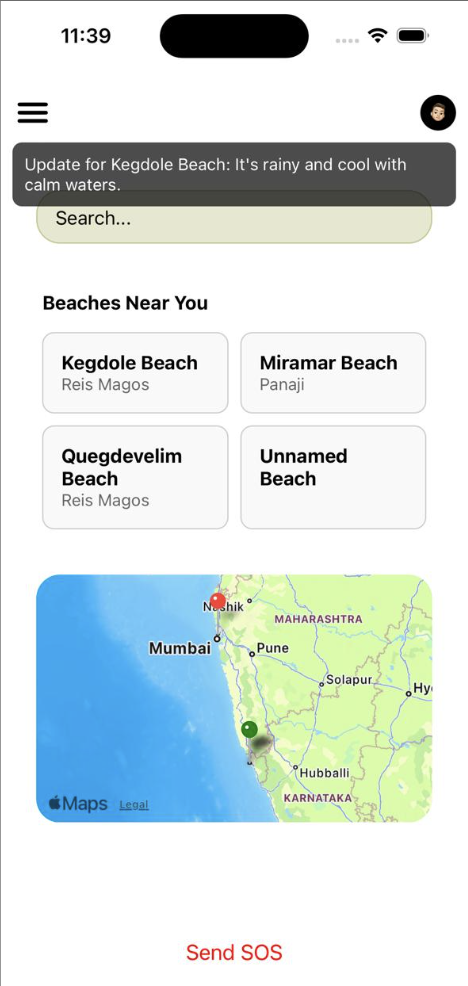 11:39
Update for Kegdole Beach: It's rainy and cool with
calm waters.
Search...
Beaches Near You
Kegdole Beach
Reis Magos
Miramar Beach
Panaji
Quegdevelim
Beach
Reis Magos
Unnamed
Beach
Nashik
MAHARASHTRA
Mumbai
Pune
Solapur
Hy
Hubballi
KARNATAKA
Maps
Legal
Send SOS